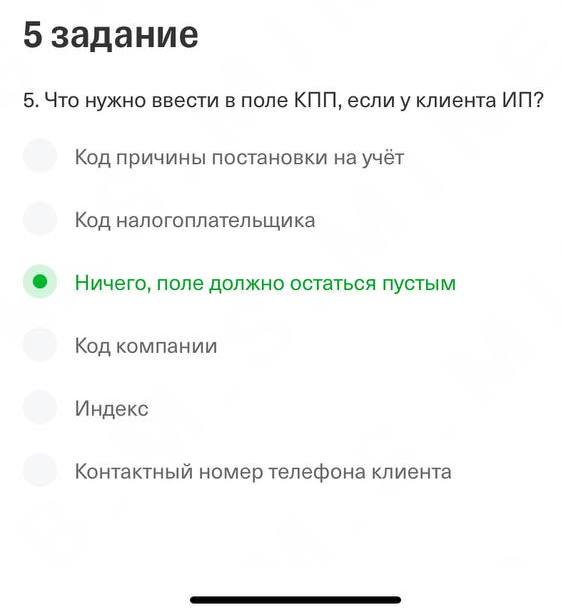 5 задание
5. Что нужно ввести в поле КПП, если у клиента ИП?
Код причины постановки на учёт
Код налогоплательщика
Ничего, поле должно остаться пустым
Код компании
Индекс
Контактный номер телефона клиента